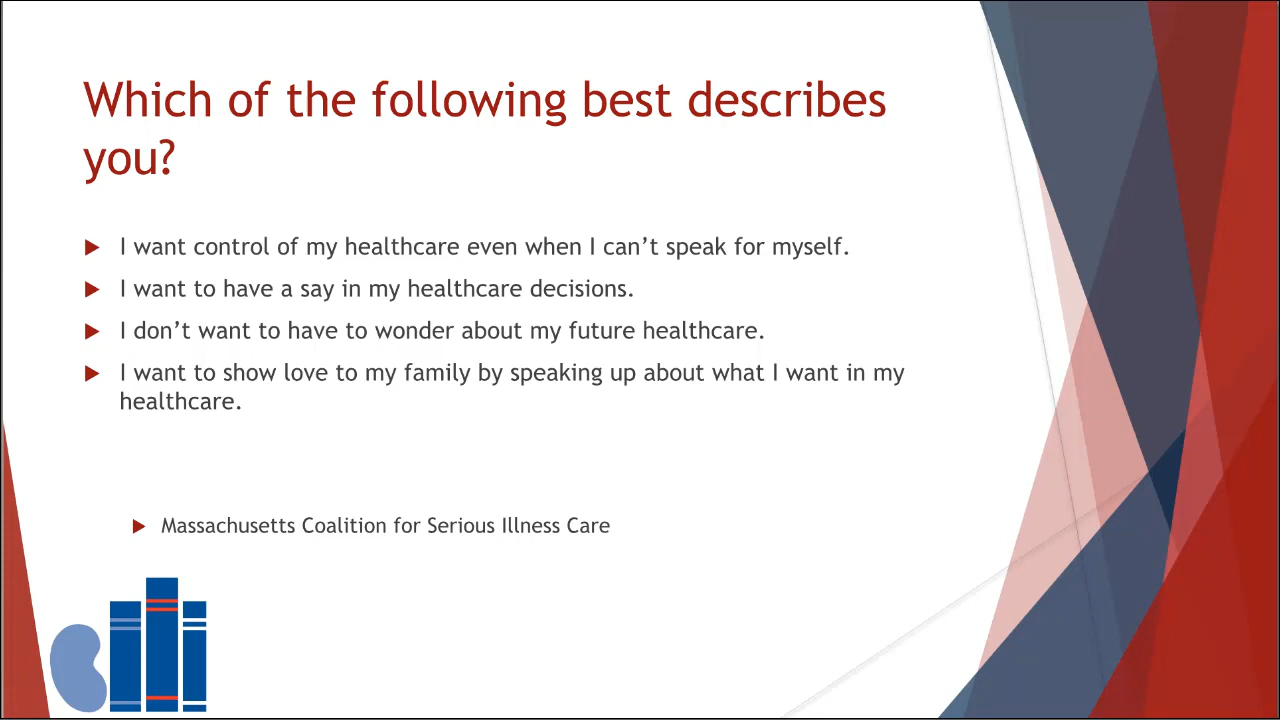 Which of the following best describes
you?
I want control of my healthcare even when I can’t speak for myself.
I want to have a say in my healthcare decisions.
I don’t want to have to wonder about my future healthcare.
I want to show love to my family by speaking up about what I want in my
healthcare.
Massachusetts Coalition for Serious Illness Care